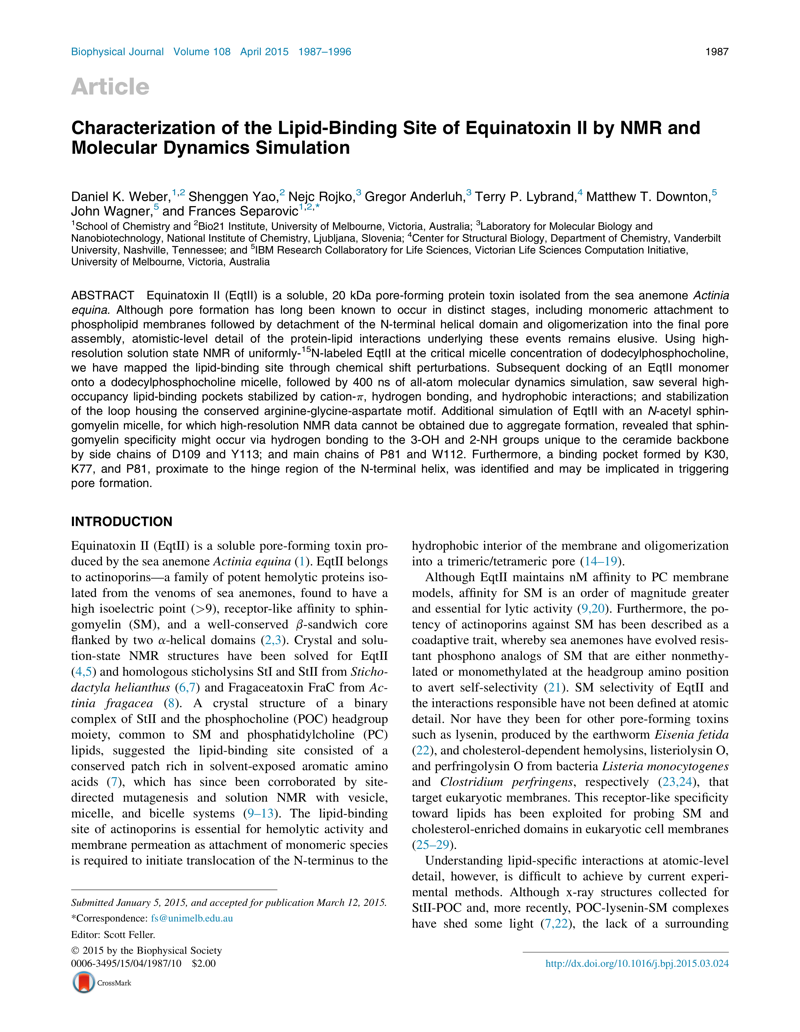 Biophysical Journal Volume 108 April 2015 1987–1996
1987
Article
Characterization of the Lipid-Binding Site of Equinatoxin II by NMR and
Molecular Dynamics Simulation
Daniel K. Weber,1,2 Shenggen Yao,2 Nejc Rojko,3 Gregor Anderluh,3 Terry P. Lybrand,4 Matthew T. Downton,5
John Wagner,5 and Frances Separovic1,2,*
1School of Chemistry and 2Bio21 Institute, University of Melbourne, Victoria, Australia; 3Laboratory for Molecular Biology and
Nanobiotechnology, National Institute of Chemistry, Ljubljana, Slovenia; 4Center for Structural Biology, Department of Chemistry, Vanderbilt
University, Nashville, Tennessee; and 5IBM Research Collaboratory for Life Sciences, Victorian Life Sciences Computation Initiative,
University of Melbourne, Victoria, Australia
ABSTRACT Equinatoxin II (EqtII) is a soluble, 20 kDa pore-forming protein toxin isolated from the sea anemone Actinia
equina. Although pore formation has long been known to occur in distinct stages, including monomeric attachment to
phospholipid membranes followed by detachment of the N-terminal helical domain and oligomerization into the final pore
assembly, atomistic-level detail of the protein-lipid interactions underlying these events remains elusive. Using high-
resolution solution state NMR of uniformly-15N-labeled EqtII at the critical micelle concentration of dodecylphosphocholine,
we have mapped the lipid-binding site through chemical shift perturbations. Subsequent docking of an EqtII monomer
onto a dodecylphosphocholine micelle, followed by 400 ns of all-atom molecular dynamics simulation, saw several high-
occupancy lipid-binding pockets stabilized by cation-π, hydrogen bonding, and hydrophobic interactions; and stabilization
of the loop housing the conserved arginine-glycine-aspartate motif. Additional simulation of EqtII with an N-acetyl sphin-
gomyelin micelle, for which high-resolution NMR data cannot be obtained due to aggregate formation, revealed that sphin-
gomyelin specificity might occur via hydrogen bonding to the 3-OH and 2-NH groups unique to the ceramide backbone
by side chains of D109 and Y113; and main chains of P81 and W112. Furthermore, a binding pocket formed by K30,
K77, and P81, proximate to the hinge region of the N-terminal helix, was identified and may be implicated in triggering
pore formation.
INTRODUCTION
Equinatoxin II (EqtII) is a soluble pore-forming toxin pro-
duced by the sea anemone Actinia equina (1). EqtII belongs
to actinoporins—a family of potent hemolytic proteins iso-
lated from the venoms of sea anemones, found to have a
high isoelectric point (>9), receptor-like affinity to sphin-
gomyelin (SM), and a well-conserved β-sandwich core
flanked by two α-helical domains (2,3). Crystal and solu-
tion-state NMR structures have been solved for EqtII
(4,5) and homologous sticholysins StI and StII from Sticho-
dactyla helianthus (6,7) and Fragaceatoxin FraC from Ac-
tinia fragacea (8). A crystal structure of a binary
complex of StII and the phosphocholine (POC) headgroup
moiety, common to SM and phosphatidylcholine (PC)
lipids, suggested the lipid-binding site consisted of a
conserved patch rich in solvent-exposed aromatic amino
acids (7), which has since been corroborated by site-
directed mutagenesis and solution NMR with vesicle,
micelle, and bicelle systems (9–13). The lipid-binding
site of actinoporins is essential for hemolytic activity and
membrane permeation as attachment of monomeric species
is required to initiate translocation of the N-terminus to the
Submitted January 5, 2015, and accepted for publication March 12, 2015.
*Correspondence: fs@unimelb.edu.au
Editor: Scott Feller.
© 2015 by the Biophysical Society
0006-3495/15/04/1987/10 $2.00
CrossMark
hydrophobic interior of the membrane and oligomerization
into a trimeric/tetrameric pore (14–19).
Although EqtII maintains nM affinity to PC membrane
models, affinity for SM is an order of magnitude greater
and essential for lytic activity (9,20). Furthermore, the po-
tency of actinoporins against SM has been described as a
coadaptive trait, whereby sea anemones have evolved resis-
tant phosphono analogs of SM that are either nonmethy-
lated or monomethylated at the headgroup amino position
to avert self-selectivity (21). SM selectivity of EqtII and
the interactions responsible have not been defined at atomic
detail. Nor have they been for other pore-forming toxins
such as lysenin, produced by the earthworm Eisenia fetida
(22), and cholesterol-dependent hemolysins, listeriolysin O,
and perfringolysin O from bacteria Listeria monocytogenes
and Clostridium perfringens, respectively (23,24), that
target eukaryotic membranes. This receptor-like specificity
toward lipids has been exploited for probing SM and
cholesterol-enriched domains in eukaryotic cell membranes
(25–29).
Understanding lipid-specific interactions at atomic-level
detail, however, is difficult to achieve by current experi-
mental methods. Although x-ray structures collected for
StII-POC and, more recently, POC-lysenin-SM complexes
have shed some light (7,22), the lack of a surrounding
http://dx.doi.org/10.1016/j.bpj.2015.03.024